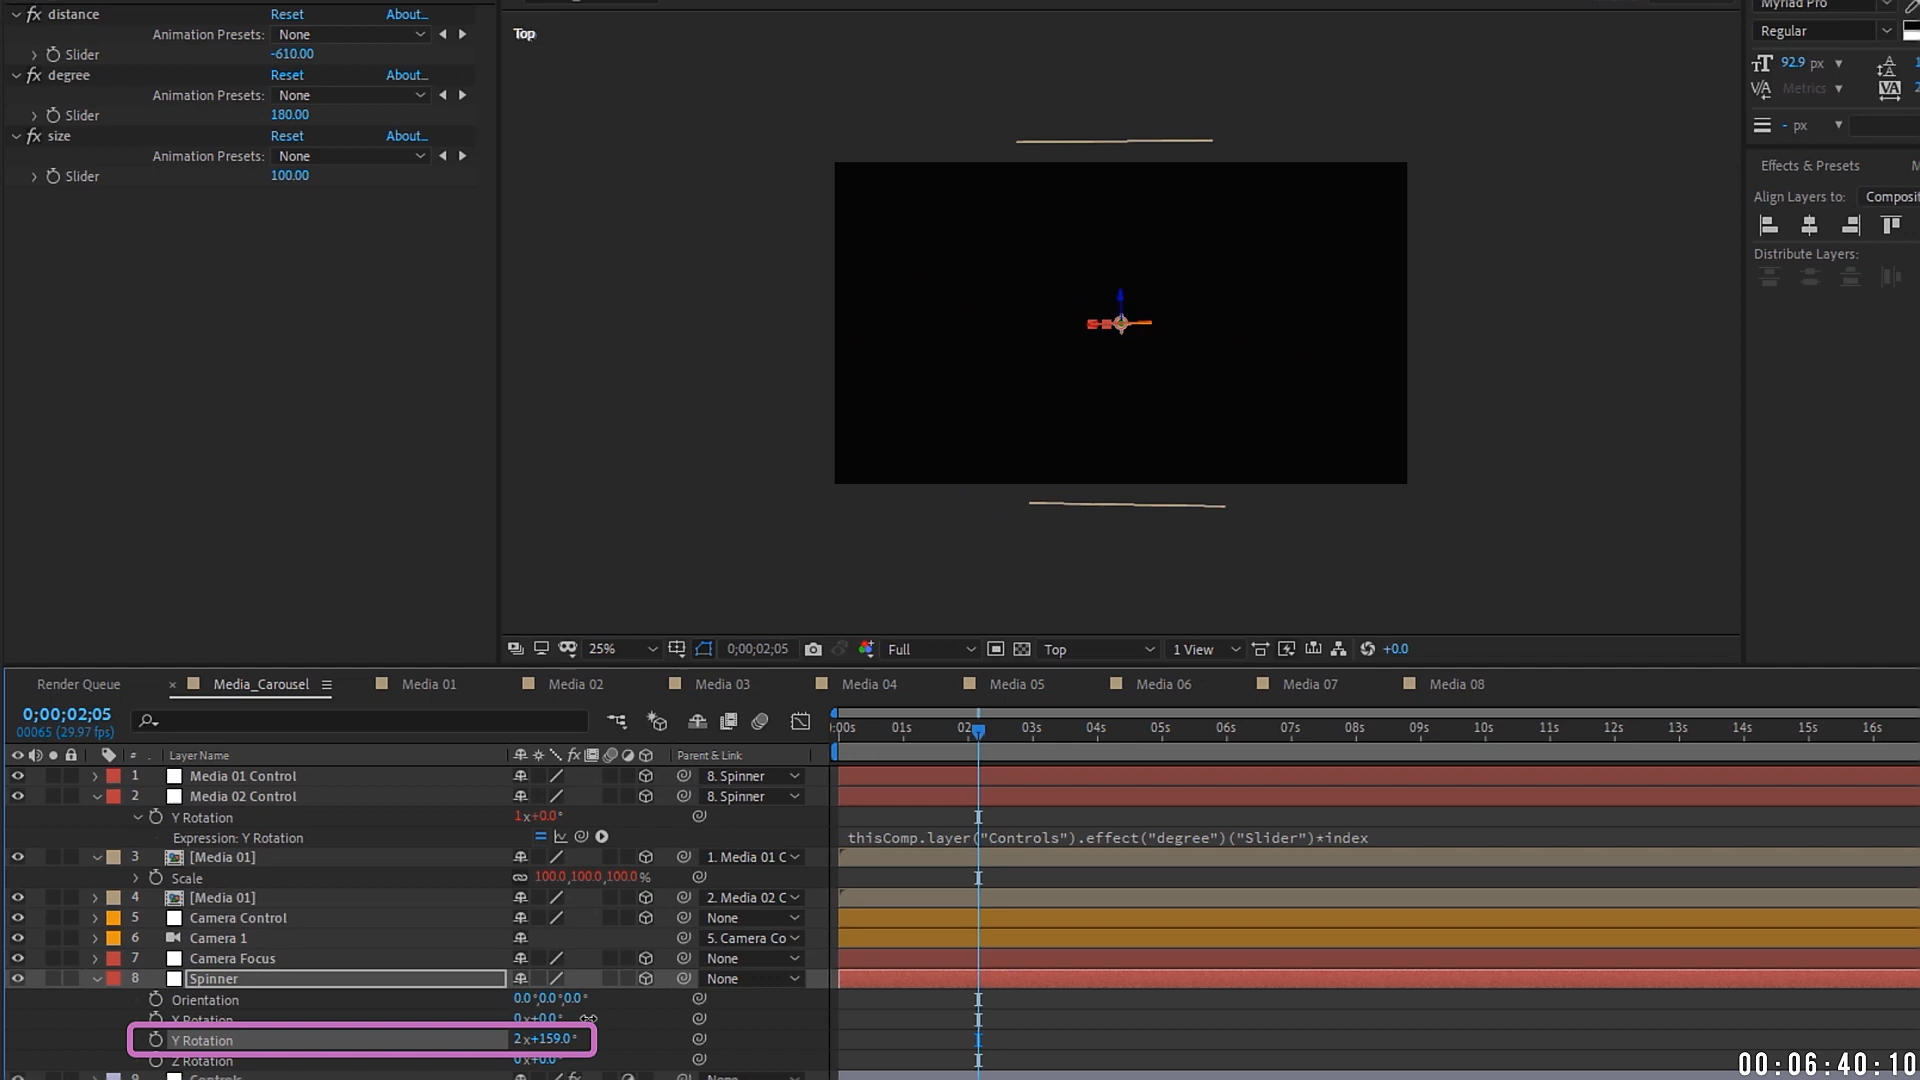 distance Reset About...
Animation Presets: None
Slider -610.00
degree Reset About...
Animation Presets: None
Slider 180.00
size Reset About...
Animation Presets: None
Slider 100.00
Top
Myriad Pro
Regular
92.9 px
Metrics
- px
Effects & Presets
Align Layers to: Composit
Distribute Layers:
25% 0;00;02;05 Full Top 1 View +0.0
Render Queue × Media_Carousel Media 01 Media 02 Media 03 Media 04 Media 05 Media 06 Media 07 Media 08
0;00;02;05
00065 (29.97 fps)
:00s 01s 02 03s 04s 05s 06s 07s 08s 09s 10s 11s 12s 13s 14s 15s 16s
# Layer Name fx Parent & Link
1 Media 01 Control 8. Spinner
2 Media 02 Control 8. Spinner
Y Rotation 1x+0.0°
Expression: Y Rotation thisComp.layer("Controls").effect("degree")("Slider")*index
3 [Media 01] 1. Media 01 C
Scale 100.0,100.0,100.0%
4 [Media 01] 2. Media 02 C
5 Camera Control None
6 Camera 1 5. Camera Co
7 Camera Focus None
8 Spinner None
Orientation 0.0°,0.0°,0.0°
X Rotation 0x+0.0°
Y Rotation 2x+159.0°
Z Rotation 0x+0.0°
9 Controls None
00:06:40:10